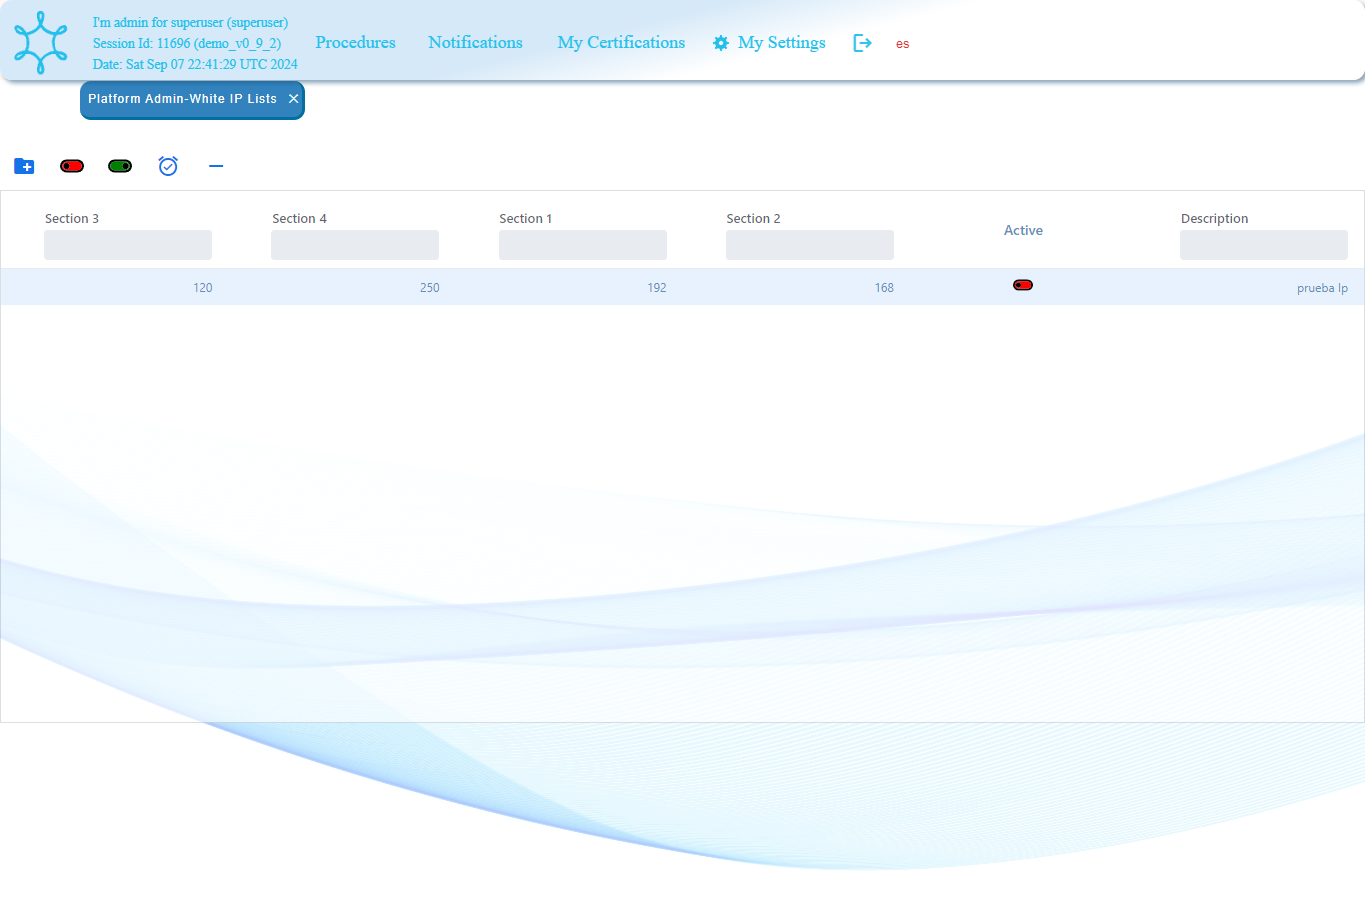 I'm admin for superuser (superuser)
Session Id: 11696 (demo_v0_9_2)
Date: Sat Sep 07 22:41:29 UTC 2024
Procedures
Notifications
My Certifications
My Settings
es
Platform Admin-White IP Lists
Section 3
Section 4
Section 1
Section 2
Active
Description
120
250
192
168
prueba Ip